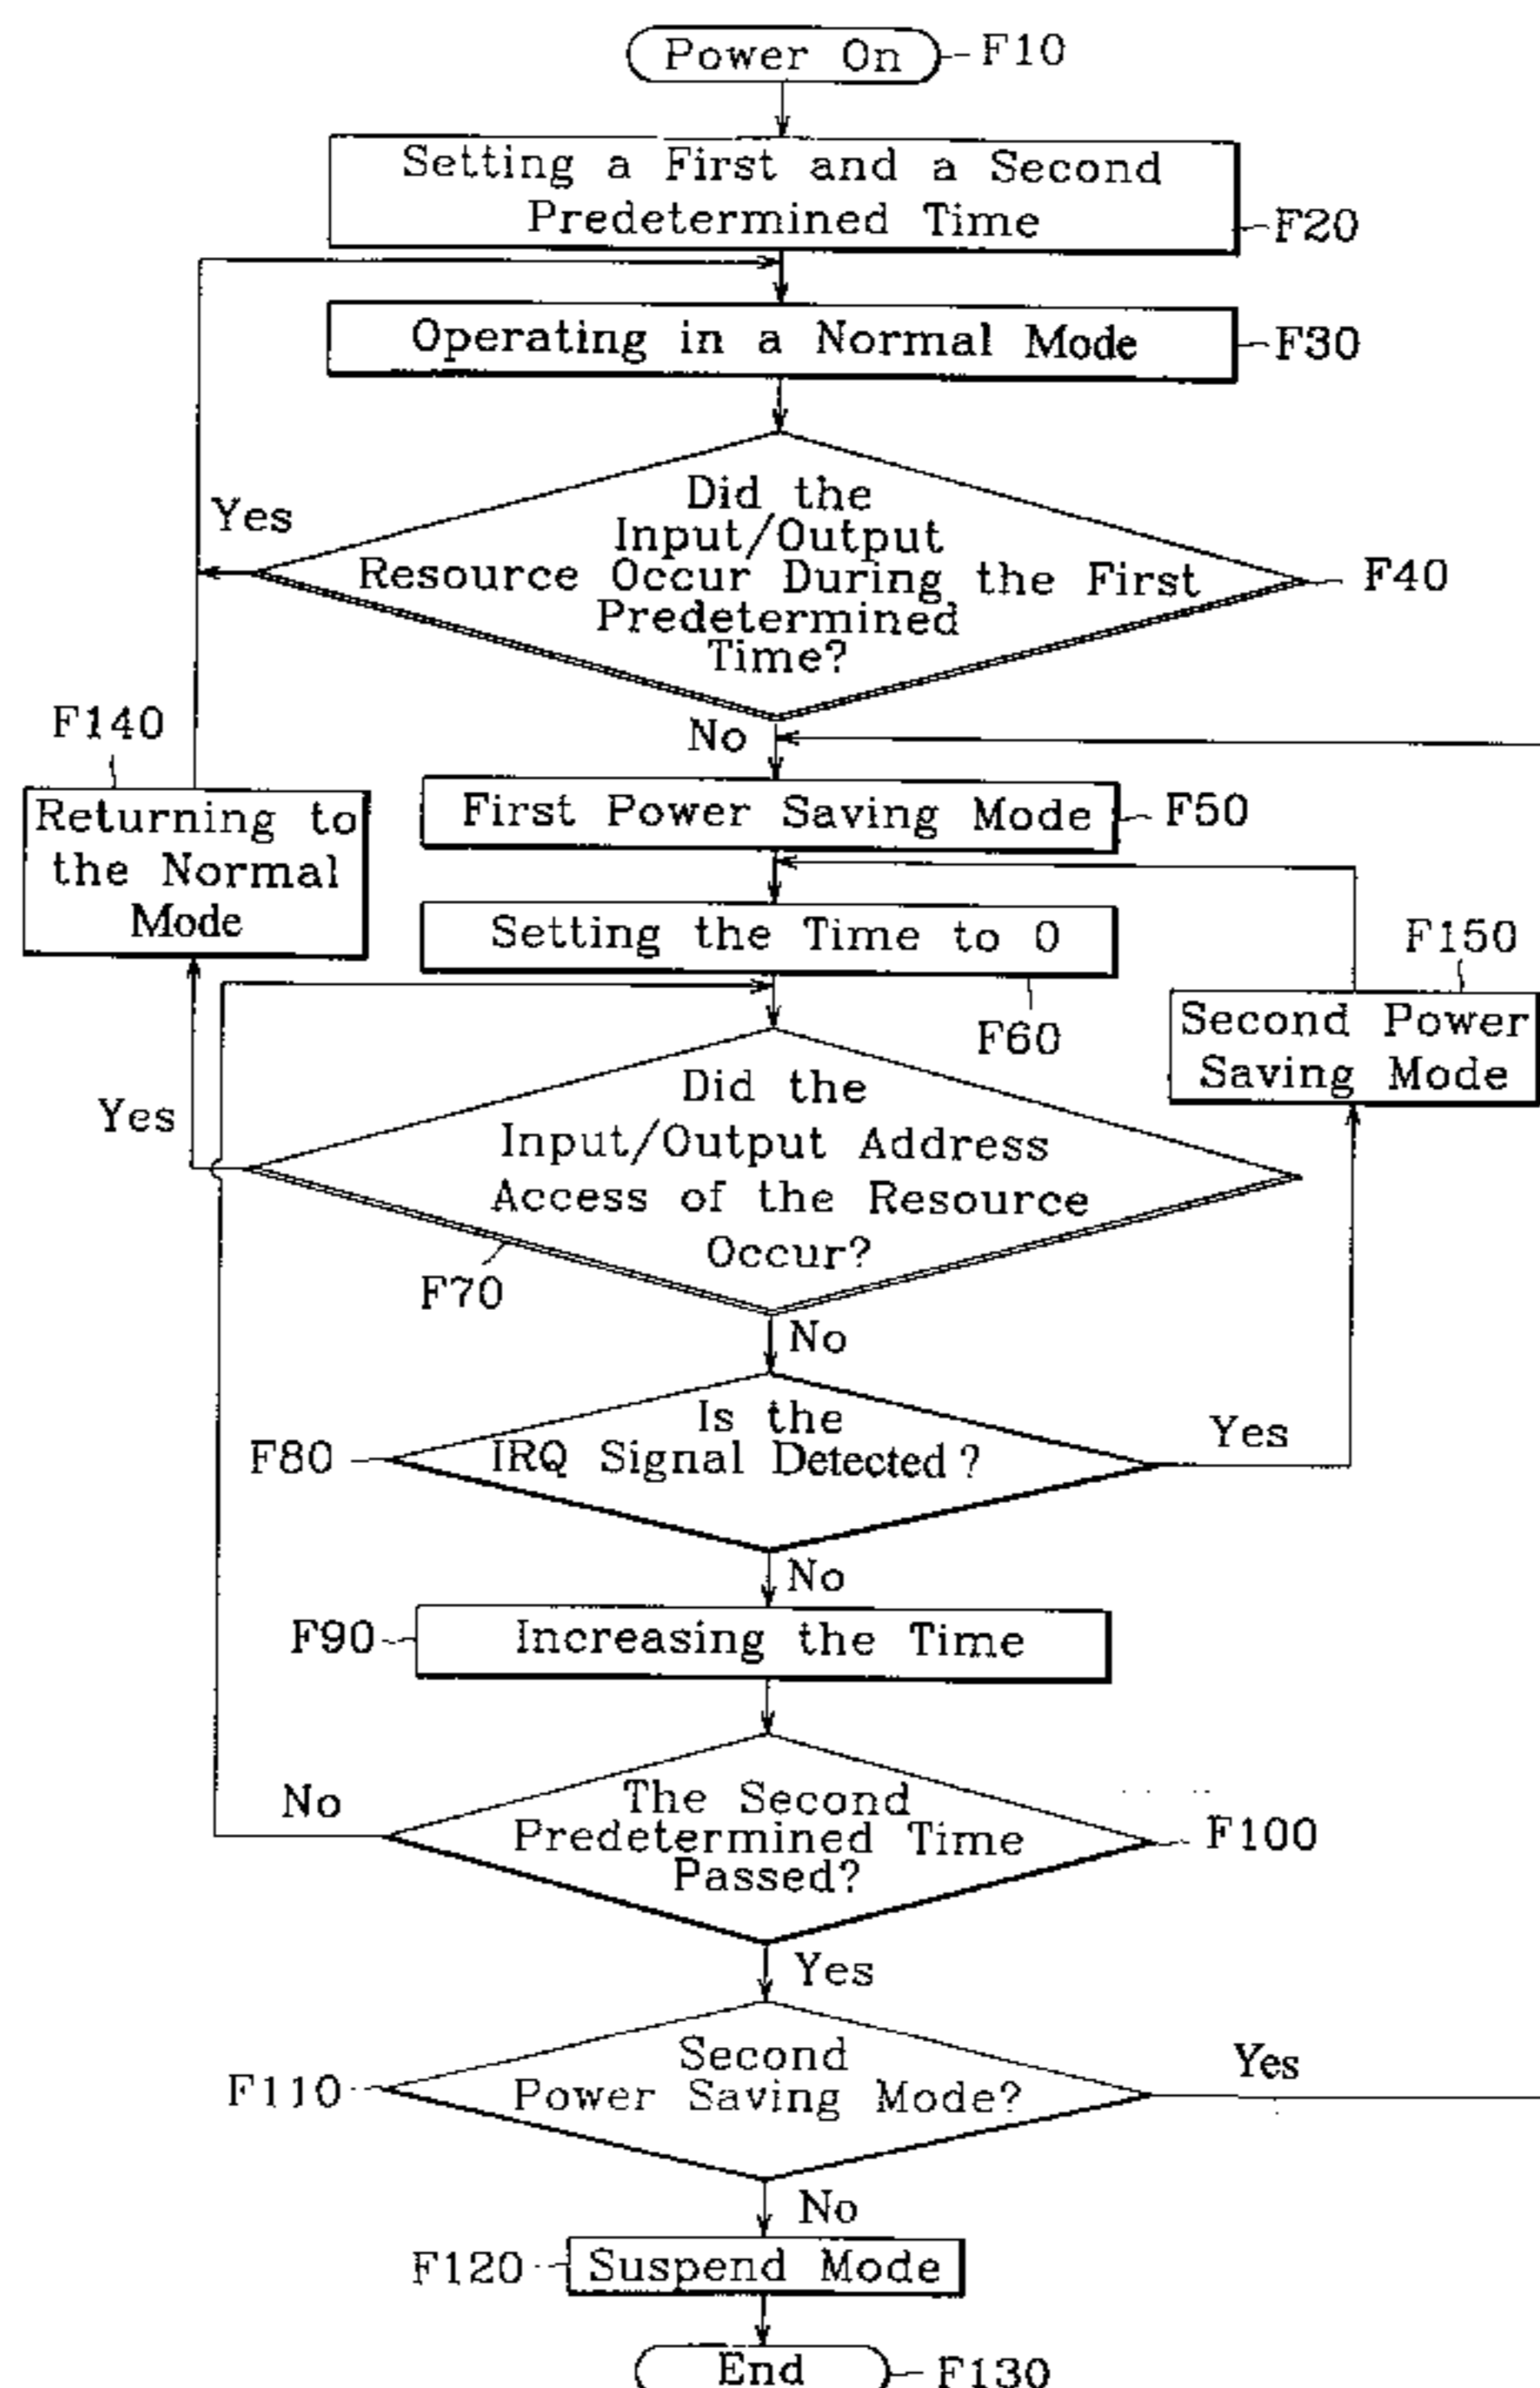 Power On
F10
Setting a First and a Second
Predetermined Time
F20
Operating in a Normal Mode
F30
Did the
Input/Output
Resource Occur During the First
Predetermined
Time?
F40
Yes
No
F140
Returning to
the Normal
Mode
First Power Saving Mode
F50
Setting the Time to 0
F60
F150
Second Power
Saving Mode
Did the
Input/Output Address
Access of the Resource
Occur?
F70
Yes
No
Is the
IRQ Signal Detected ?
F80
Yes
No
F90
Increasing the Time
The Second
Predetermined Time
Passed?
F100
No
Yes
Second
Power Saving Mode?
F110
Yes
No
F120
Suspend Mode
End
F130